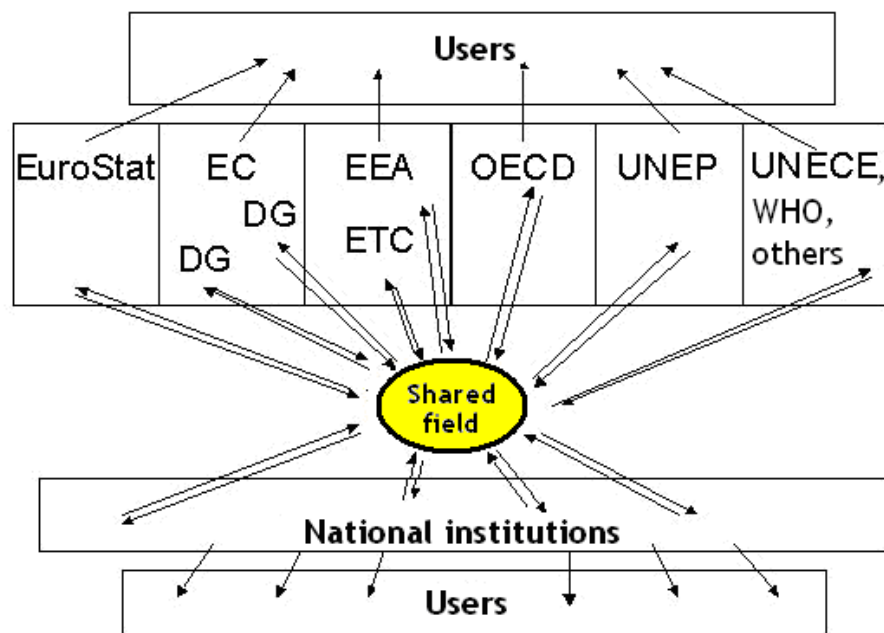 Users
EuroStat
EC
DG
DG
EEA
ETC
OECD
UNEP
UNECE,
WHO,
others
Shared
field
National institutions
Users